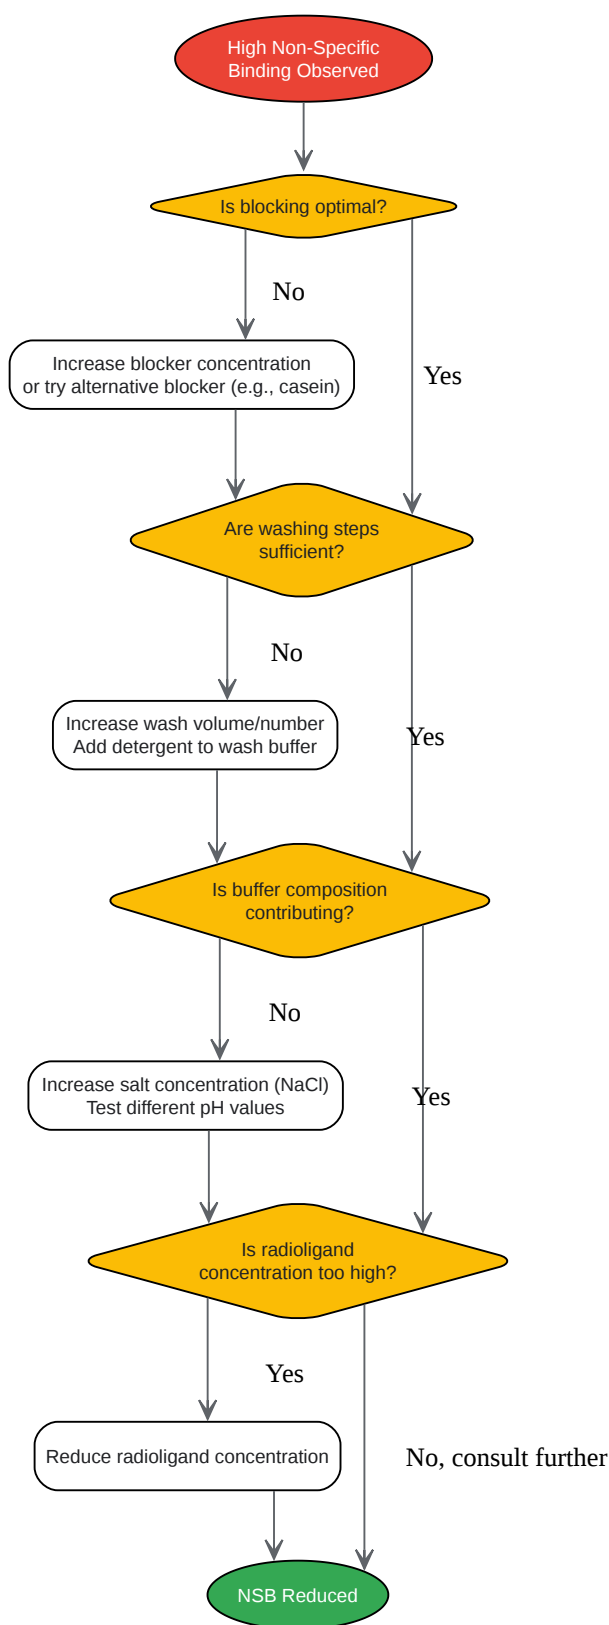 High Non-Specific
Binding Observed
Is blocking optimal?
No
Increase blocker concentration
or try alternative blocker (e.g., casein)
Yes
Are washing steps
sufficient?
No
Increase wash volume/number
Add detergent to wash buffer
Yes
Is buffer composition
contributing?
No
Increase salt concentration (NaCl)
Test different pH values
Yes
Is radioligand
concentration too high?
Yes
Reduce radioligand concentration
No, consult further
NSB Reduced